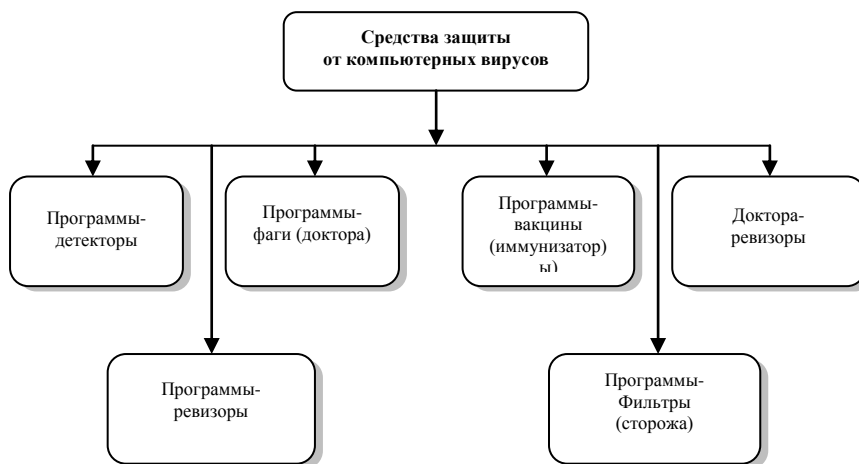 Средства защиты
от компьютерных вирусов
Программы-
детекторы
Программы-
фаги (доктора)
Программы-
вакцины
(иммунизатор)
ы)
Доктора-
ревизоры
Программы-
ревизоры
Программы-
Фильтры
(сторожа)